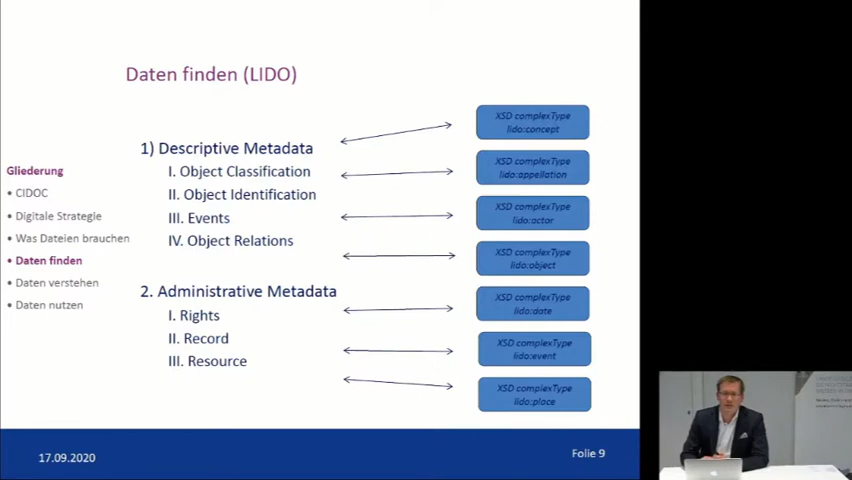 Daten finden (LIDO)
Gliederung
• CIDOC
• Digitale Strategie
• Was Dateien brauchen
• Daten finden
• Daten verstehen
• Daten nutzen
1) Descriptive Metadata
I. Object Classification
II. Object Identification
III. Events
IV. Object Relations
2. Administrative Metadata
I. Rights
II. Record
III. Resource
XSD complexType
lido:concept
XSD complexType
lido:appellation
XSD complexType
lido:actor
XSD complexType
lido:object
XSD complexType
lido:date
XSD complexType
lido:event
XSD complexType
lido:place
17.09.2020
Folie 9